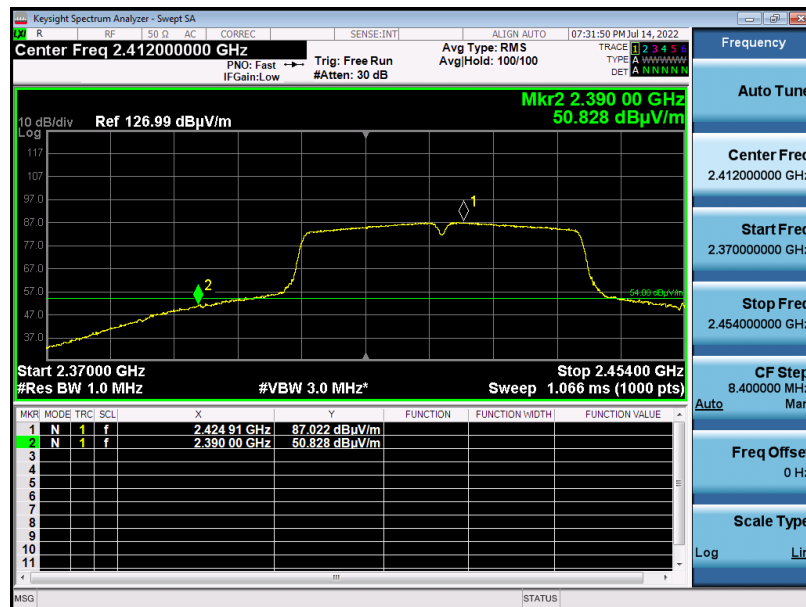 Keysight Spectrum Analyzer - Swept SA
LXI R RF 50 Ω AC CORREC SENSE:INT ALIGN AUTO 07:31:50 PM Jul 14, 2022
Center Freq 2.412000000 GHz
PNO: Fast
IFGain:Low
Trig: Free Run
#Atten: 30 dB
Avg Type: RMS
Avg|Hold: 100/100
TRACE 1 2 3 4 5 6
TYPE A WWWWW
DET A N N N N N
Mkr2 2.390 00 GHz
50.828 dBµV/m
10 dB/div Ref 126.99 dBµV/m
Log
117
107
97.0
87.0
77.0
67.0
57.0
47.0
37.0
1
2
54.00 dBµV/m
Start 2.37000 GHz Stop 2.45400 GHz
#Res BW 1.0 MHz #VBW 3.0 MHz* Sweep 1.066 ms (1000 pts)
MKR MODE TRC SCL X Y FUNCTION FUNCTION WIDTH FUNCTION VALUE
1 N 1 f 2.424 91 GHz 87.022 dBµV/m
2 N 1 f 2.390 00 GHz 50.828 dBµV/m
3
4
5
6
7
8
9
10
11
MSG STATUS
Frequency
Auto Tune
Center Freq
2.412000000 GHz
Start Freq
2.370000000 GHz
Stop Freq
2.454000000 GHz
CF Step
8.400000 MHz
Auto Man
Freq Offset
0 Hz
Scale Type
Log Lin